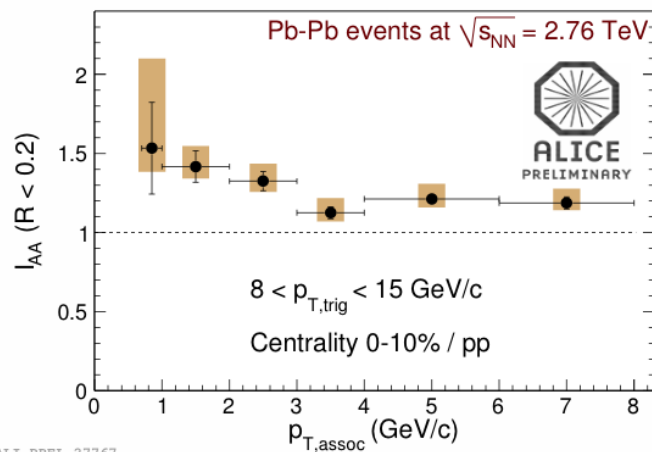 Pb-Pb events at √sNN = 2.76 TeV
2
ALICE
PRELIMINARY
1.5
IAA (R < 0.2)
1
8 < pT,trig < 15 GeV/c
0.5
Centrality 0-10% / pp
0
0 1 2 3 4 5 6 7 8
pT,assoc (GeV/c)